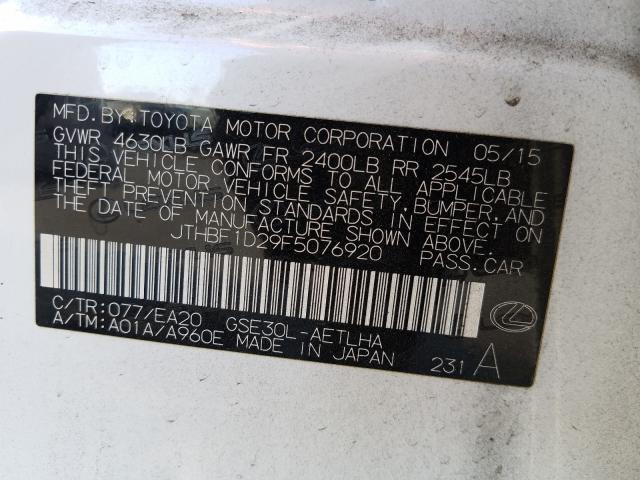 MFD.BY TOYOTA MOTOR CORPORATION 05/15
GVWR 4630LB GAWR FR 2400LB RR 2545LB
THIS VEHICLE CONFORMS TO ALL APPLICABLE
FEDERAL MOTOR VEHICLE SAFETY,BUMPER,AND
THEFT PREVENTION STANDARDS IN EFFECT ON
THE DATE OF MANUFACTURE SHOWN ABOVE.
JTHBF1D29F5076920 PASS.CAR
C/TR:077/EA20 GSE30L-AETLHA
A/TM:A01A/A960E MADE IN JAPAN 231 A